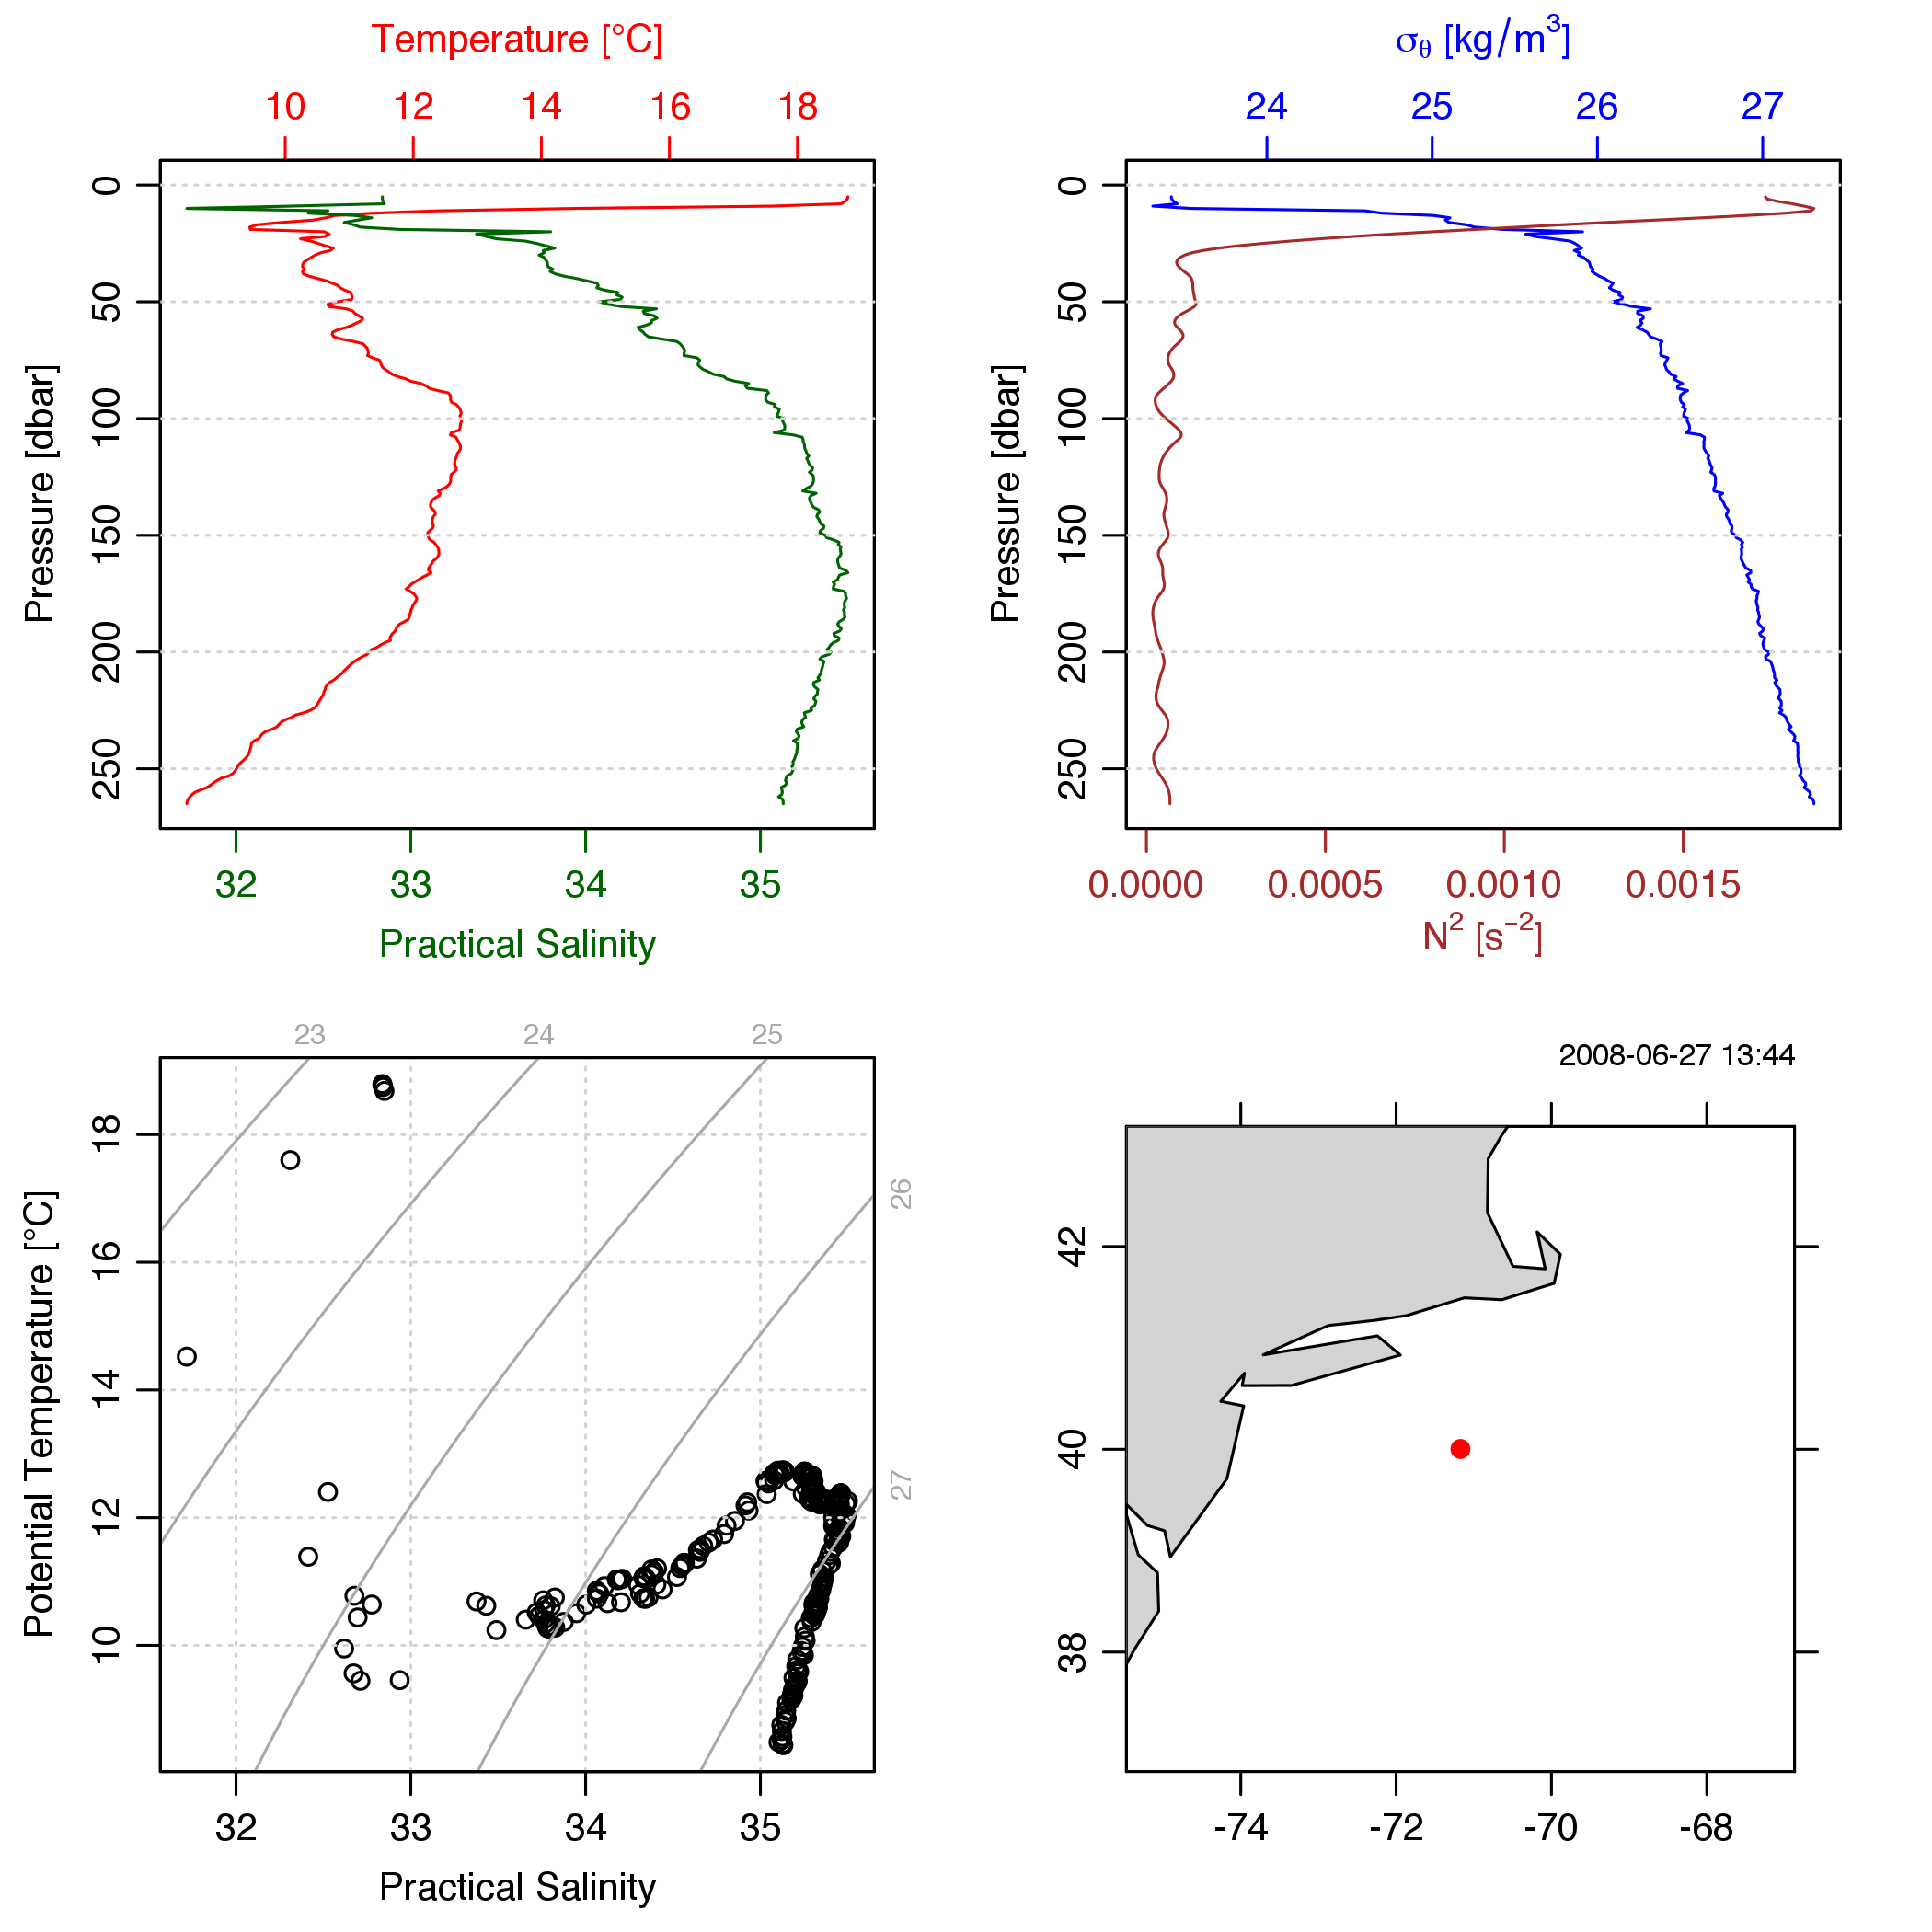 Temperature [°C]
10 12 14 16 18
0
50
100
150
200
250
Pressure [dbar]
32 33 34 35
Practical Salinity
σθ [kg/m³]
24 25 26 27
0
50
100
150
200
250
Pressure [dbar]
0.0000 0.0005 0.0010 0.0015
N² [s⁻²]
23 24 25
26
27
18
16
14
12
10
Potential Temperature [°C]
32 33 34 35
Practical Salinity
2008-06-27 13:44
42
40
38
-74 -72 -70 -68